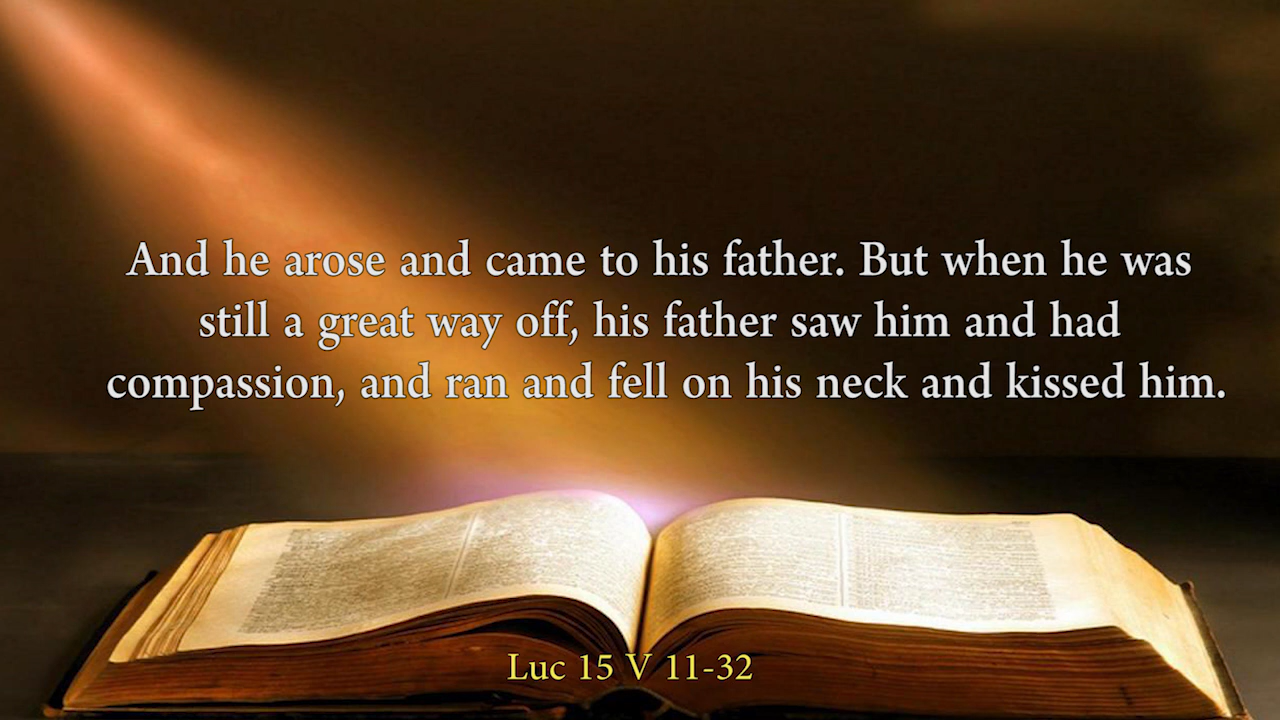 And he arose and came to his father. But when he was
still a great way off, his father saw him and had
compassion, and ran and fell on his neck and kissed him.
Luc 15 V 11-32